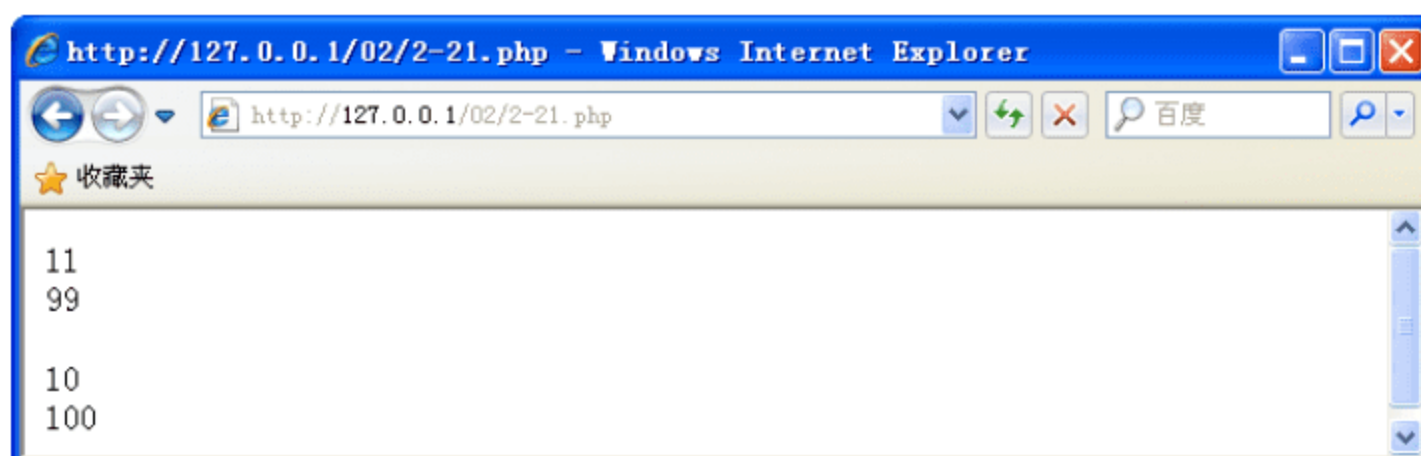 http://127.0.0.1/02/2-21.php - Windows Internet Explorer
http://127.0.0.1/02/2-21.php
百度
收藏夹
11
99
10
100